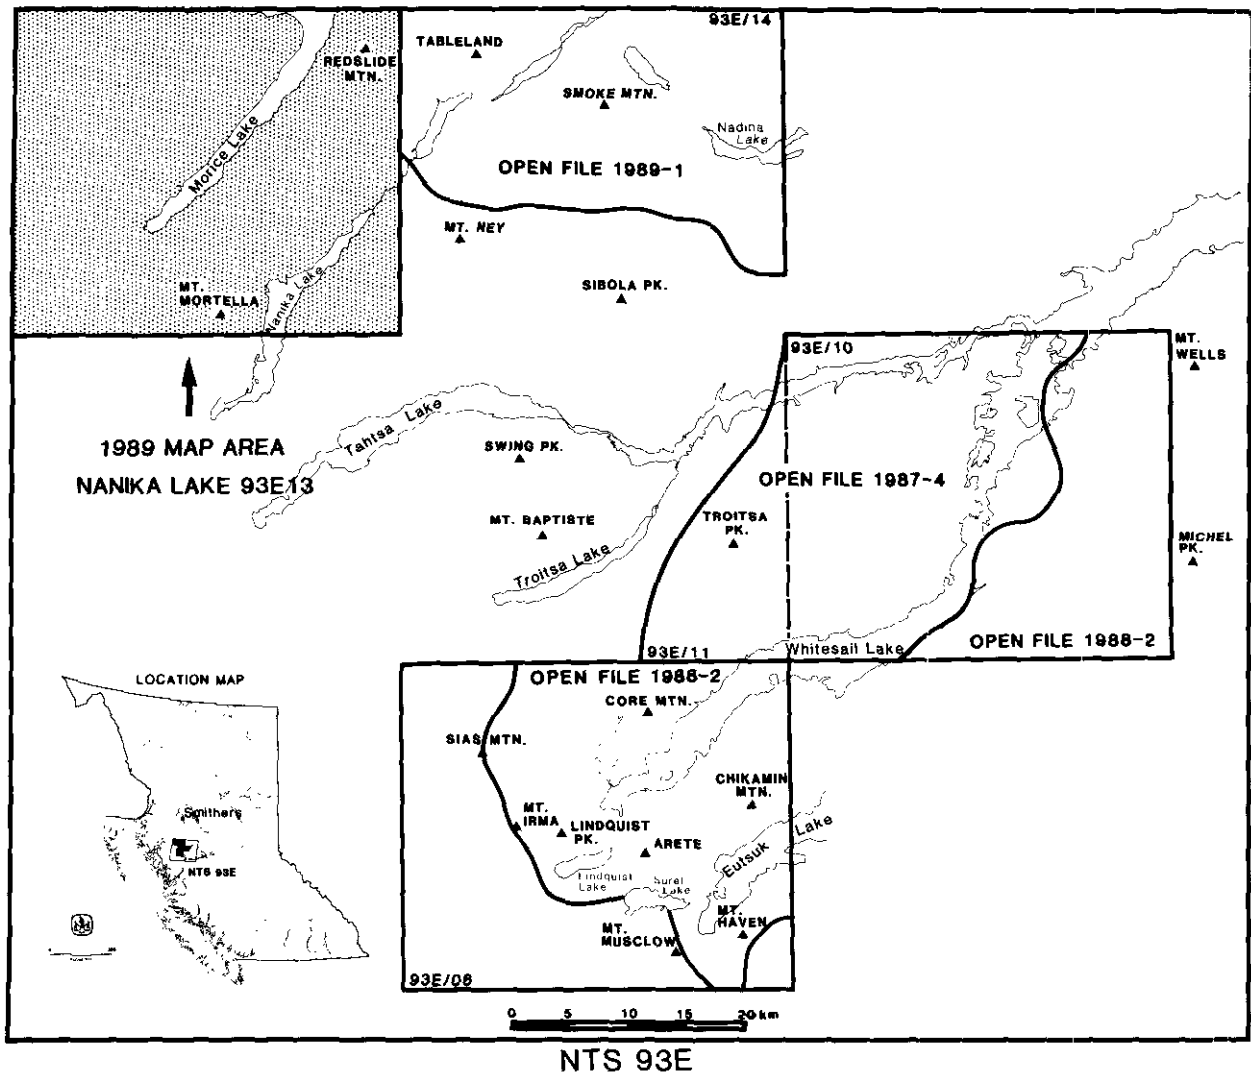 93E/14
TABLELAND
REDSLIDE
MTN.
SMOKE MTN.
Morice Lake
Nadina
Lake
OPEN FILE 1989-1
MT. NEY
SIBOLA PK.
MT.
MORTELLA
Nanika Lake
93E/10
MT.
WELLS
1989 MAP AREA
NANIKA LAKE 93E13
Tahtsa Lake
SWING PK.
OPEN FILE 1987-4
MT. BAPTISTE
TROITSA
PK.
MICHEL
PK.
Troitsa Lake
93E/11
Whitesail Lake
OPEN FILE 1988-2
LOCATION MAP
OPEN FILE 1988-2
CORE MTN.
SIAS MTN.
CHIKAMIN
MTN.
Smithers
NTS 93E
MT.
IRMA
LINDQUIST
PK.
ARETE
Eutsuk Lake
Lindquist
Lake
Surel
Lake
MT.
HAVEN
MT.
MUSCLOW
93E/06
0 5 10 15 20 km
NTS 93E